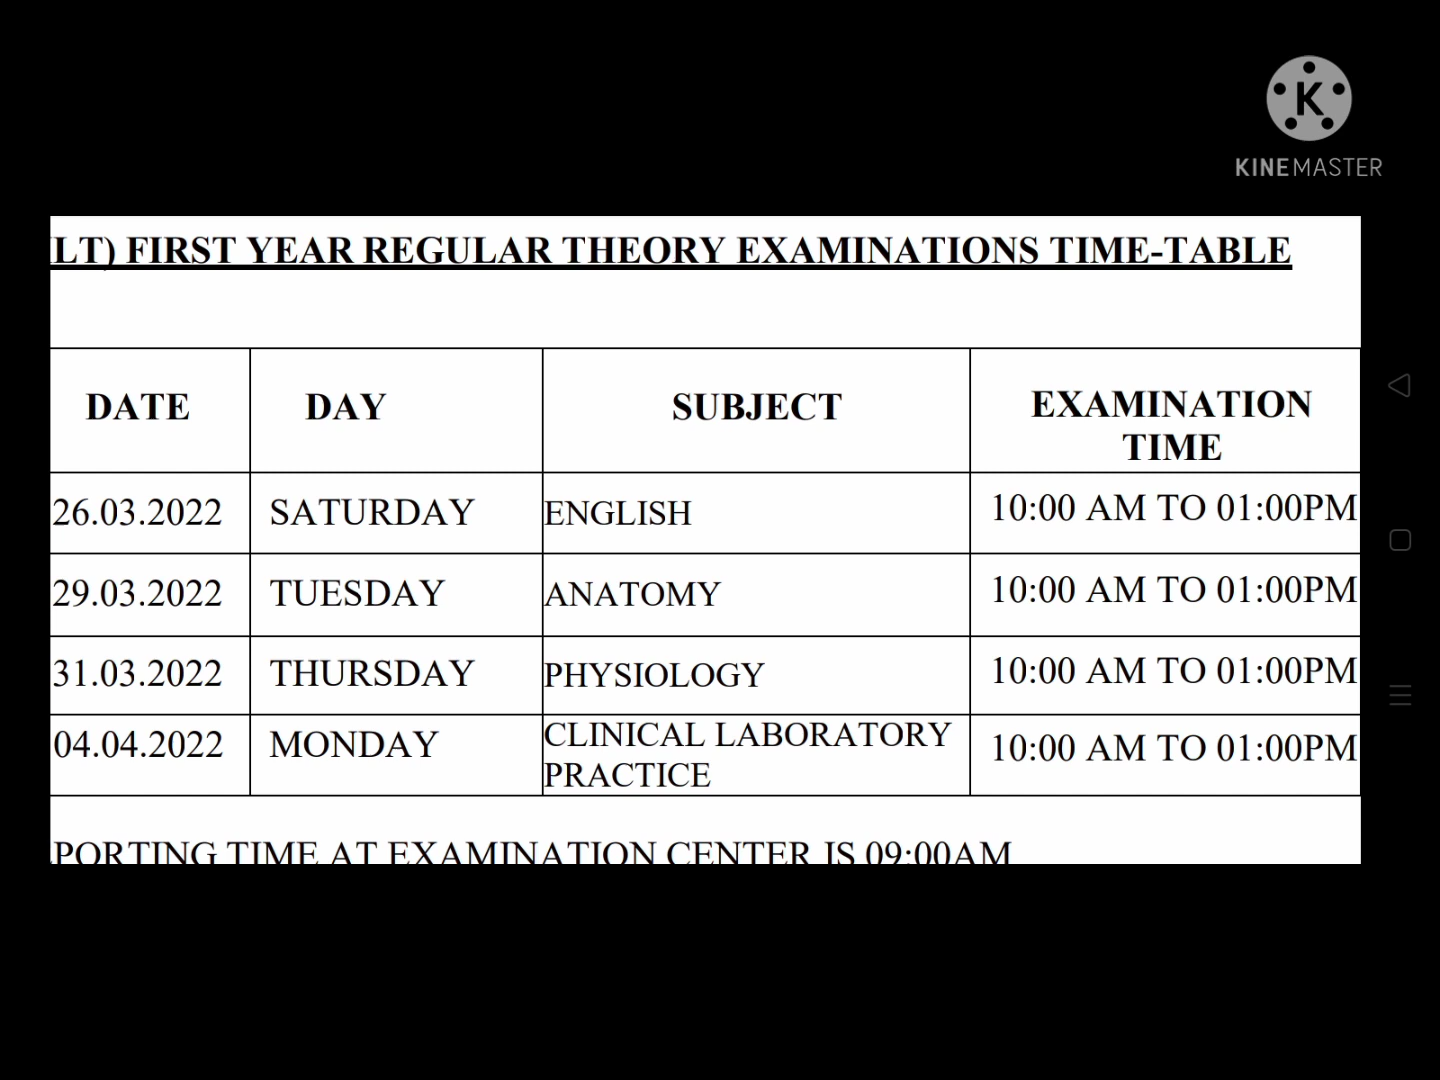 KINEMASTER
LT) FIRST YEAR REGULAR THEORY EXAMINATIONS TIME-TABLE
DATE DAY SUBJECT EXAMINATION TIME
26.03.2022 SATURDAY ENGLISH 10:00 AM TO 01:00PM
29.03.2022 TUESDAY ANATOMY 10:00 AM TO 01:00PM
31.03.2022 THURSDAY PHYSIOLOGY 10:00 AM TO 01:00PM
04.04.2022 MONDAY CLINICAL LABORATORY PRACTICE 10:00 AM TO 01:00PM
PORTING TIME AT EXAMINATION CENTER IS 09:00AM